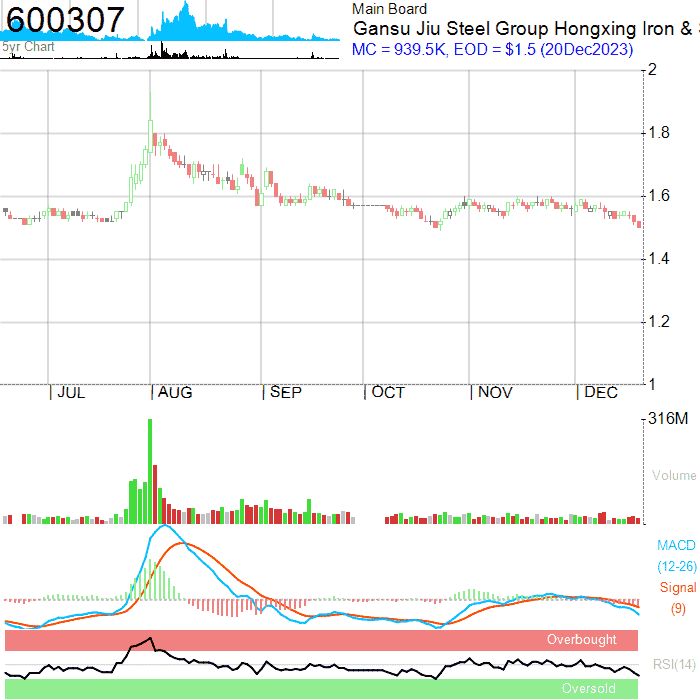 600307
5yr Chart
Main Board
Gansu Jiu Steel Group Hongxing Iron &
MC = 939.5K, EOD = $1.5 (20Dec2023)
2
1.8
1.6
1.4
1.2
1
JUL
AUG
SEP
OCT
NOV
DEC
316M
Volume
MACD
(12-26)
Signal
(9)
Overbought
RSI(14)
Oversold